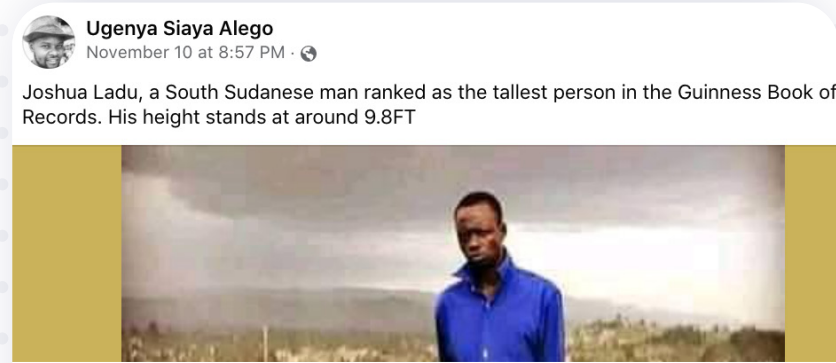 Ugenya Siaya Alego
November 10 at 8:57 PM ·
Joshua Ladu, a South Sudanese man ranked as the tallest person in the Guinness Book of
Records. His height stands at around 9.8FT